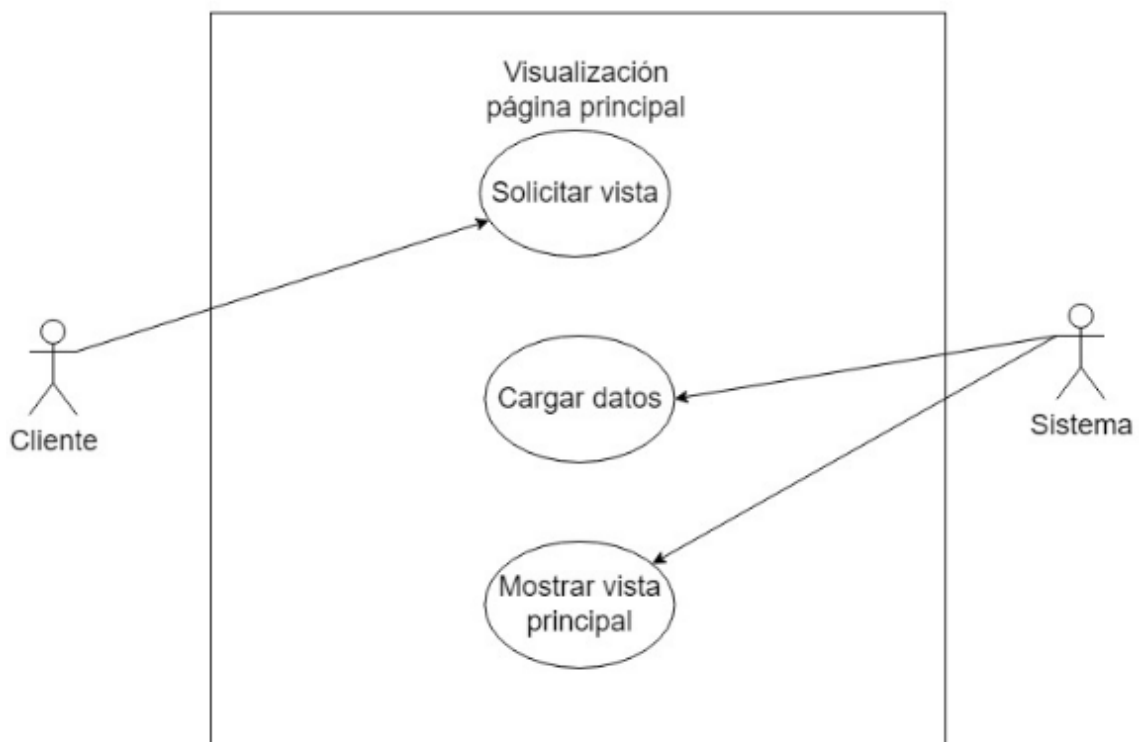 Visualización
página principal
Solicitar vista
Cliente
Cargar datos
Sistema
Mostrar vista
principal